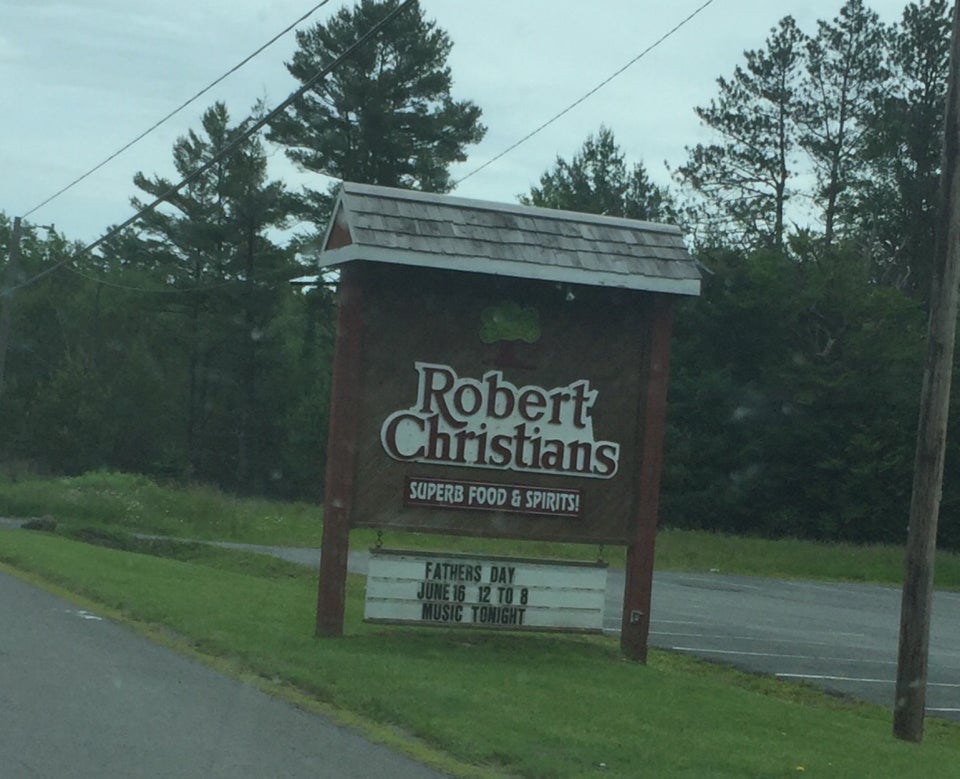 Robert
Christians
SUPERB FOOD & SPIRITS!
FATHERS DAY
JUNE 16 12 TO 8
MUSIC TONIGHT